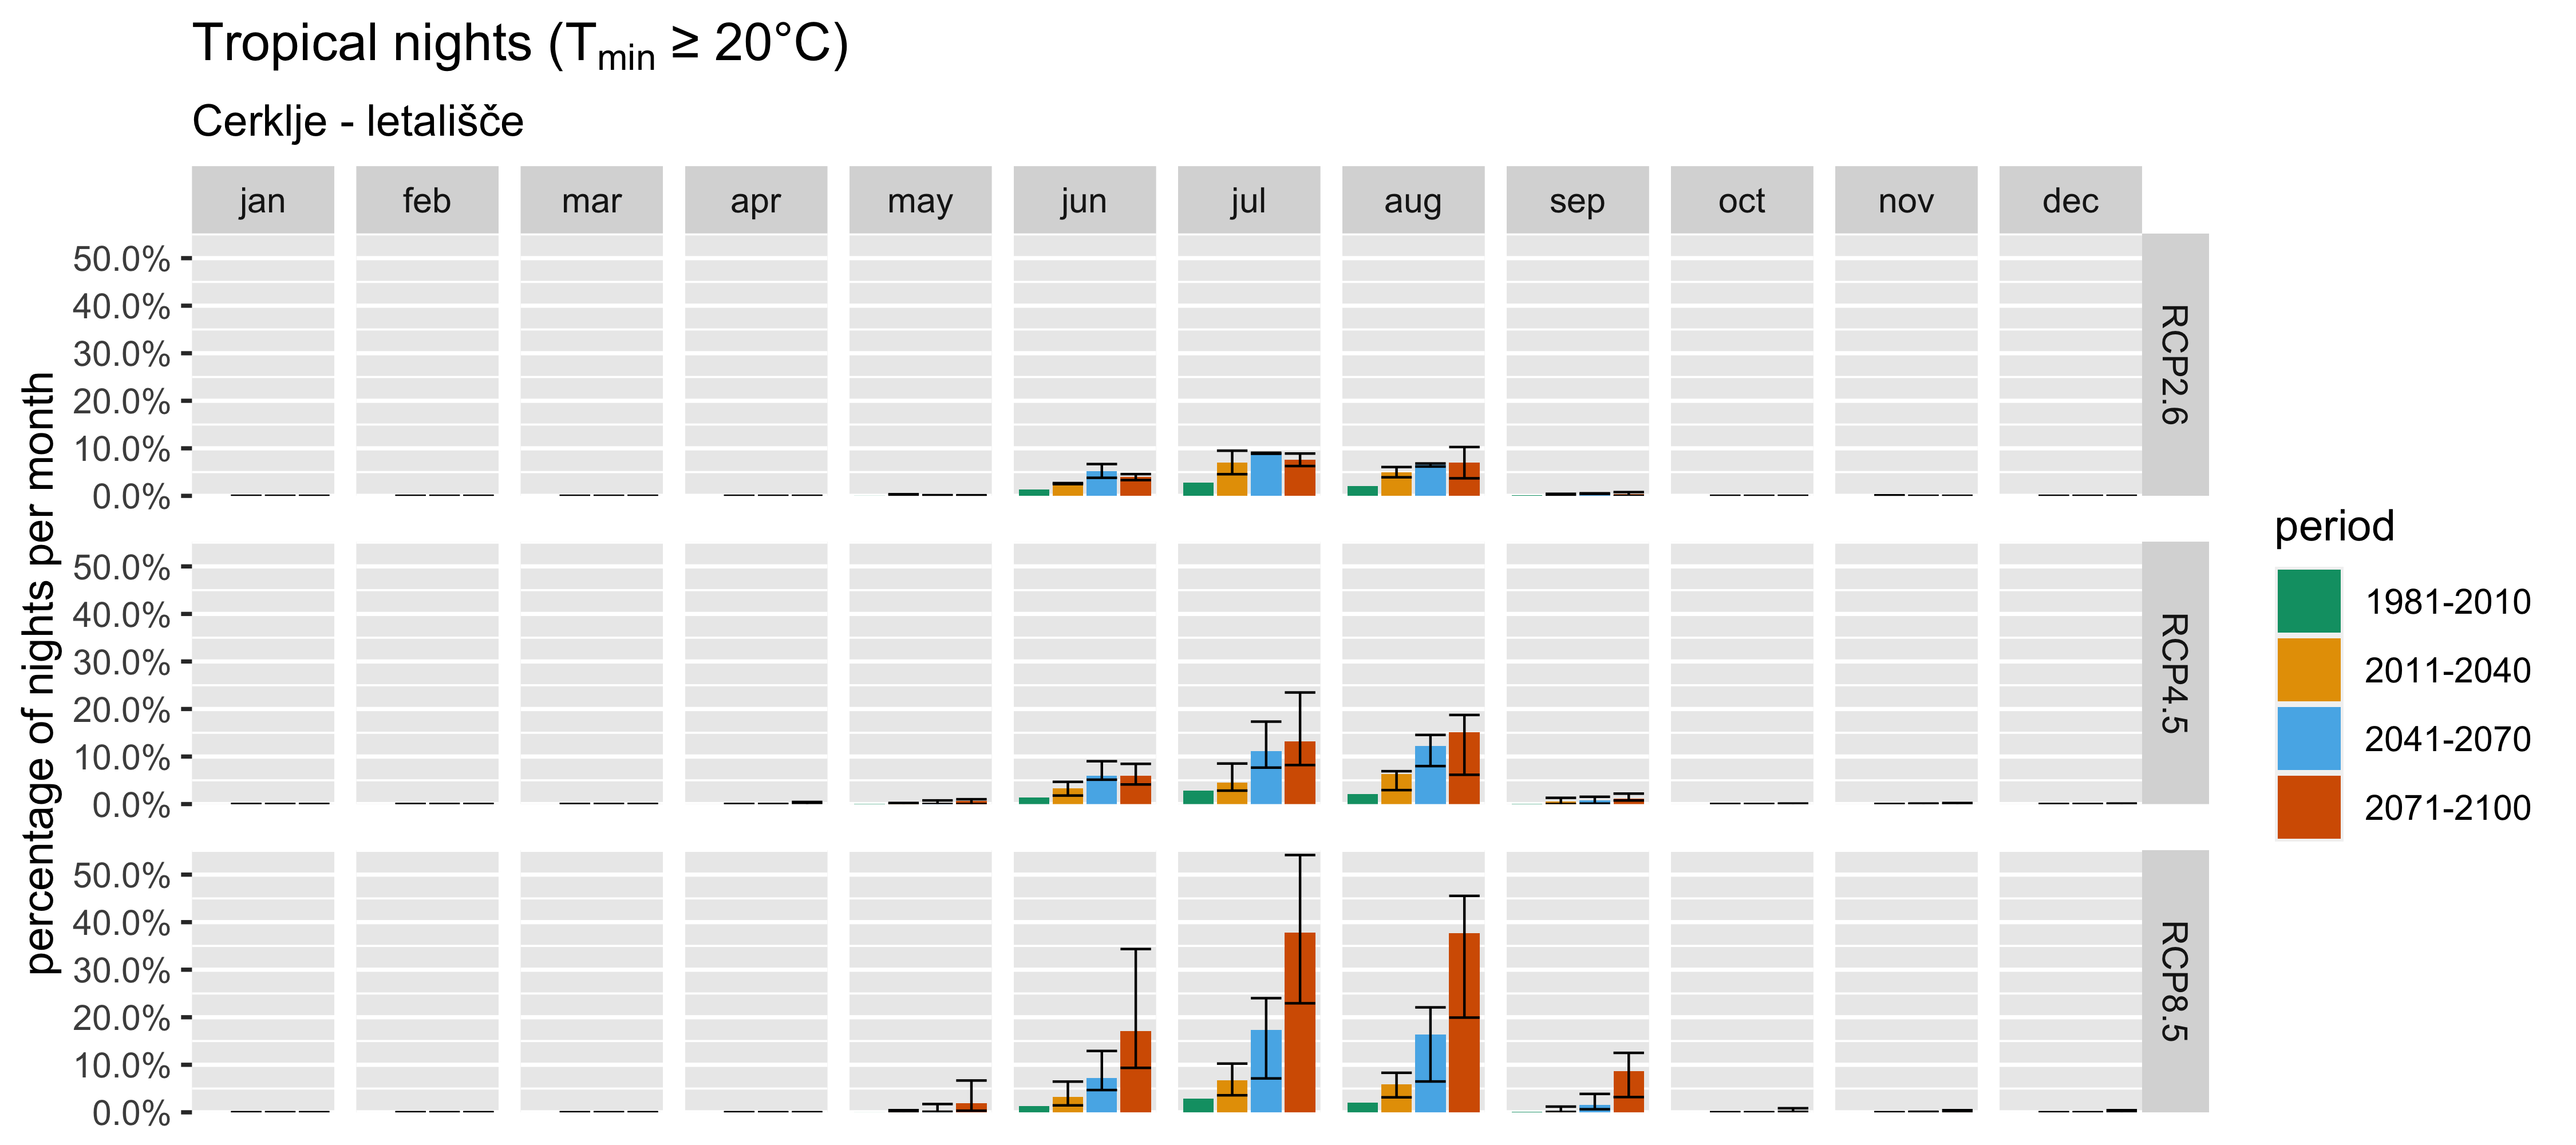 Tropical nights (Tmin ≥ 20°C)
Cerklje - letališče
jan feb mar apr may jun jul aug sep oct nov dec
percentage of nights per month
50.0%
40.0%
30.0%
20.0%
10.0%
0.0%
RCP2.6
50.0%
40.0%
30.0%
20.0%
10.0%
0.0%
RCP4.5
50.0%
40.0%
30.0%
20.0%
10.0%
0.0%
RCP8.5
period
1981-2010
2011-2040
2041-2070
2071-2100